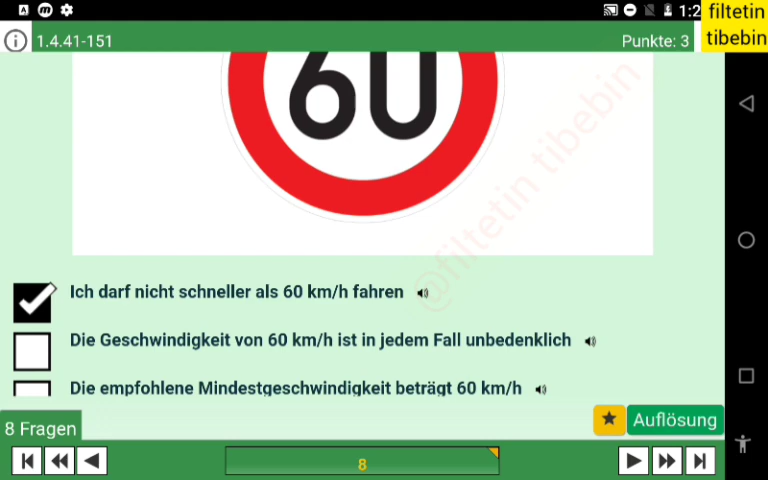 1:2
filtetin
tibebin
1.4.41-151
Punkte: 3
60
@filtetin tibebin
Ich darf nicht schneller als 60 km/h fahren
Die Geschwindigkeit von 60 km/h ist in jedem Fall unbedenklich
Die empfohlene Mindestgeschwindigkeit beträgt 60 km/h
Auflösung
8 Fragen
8